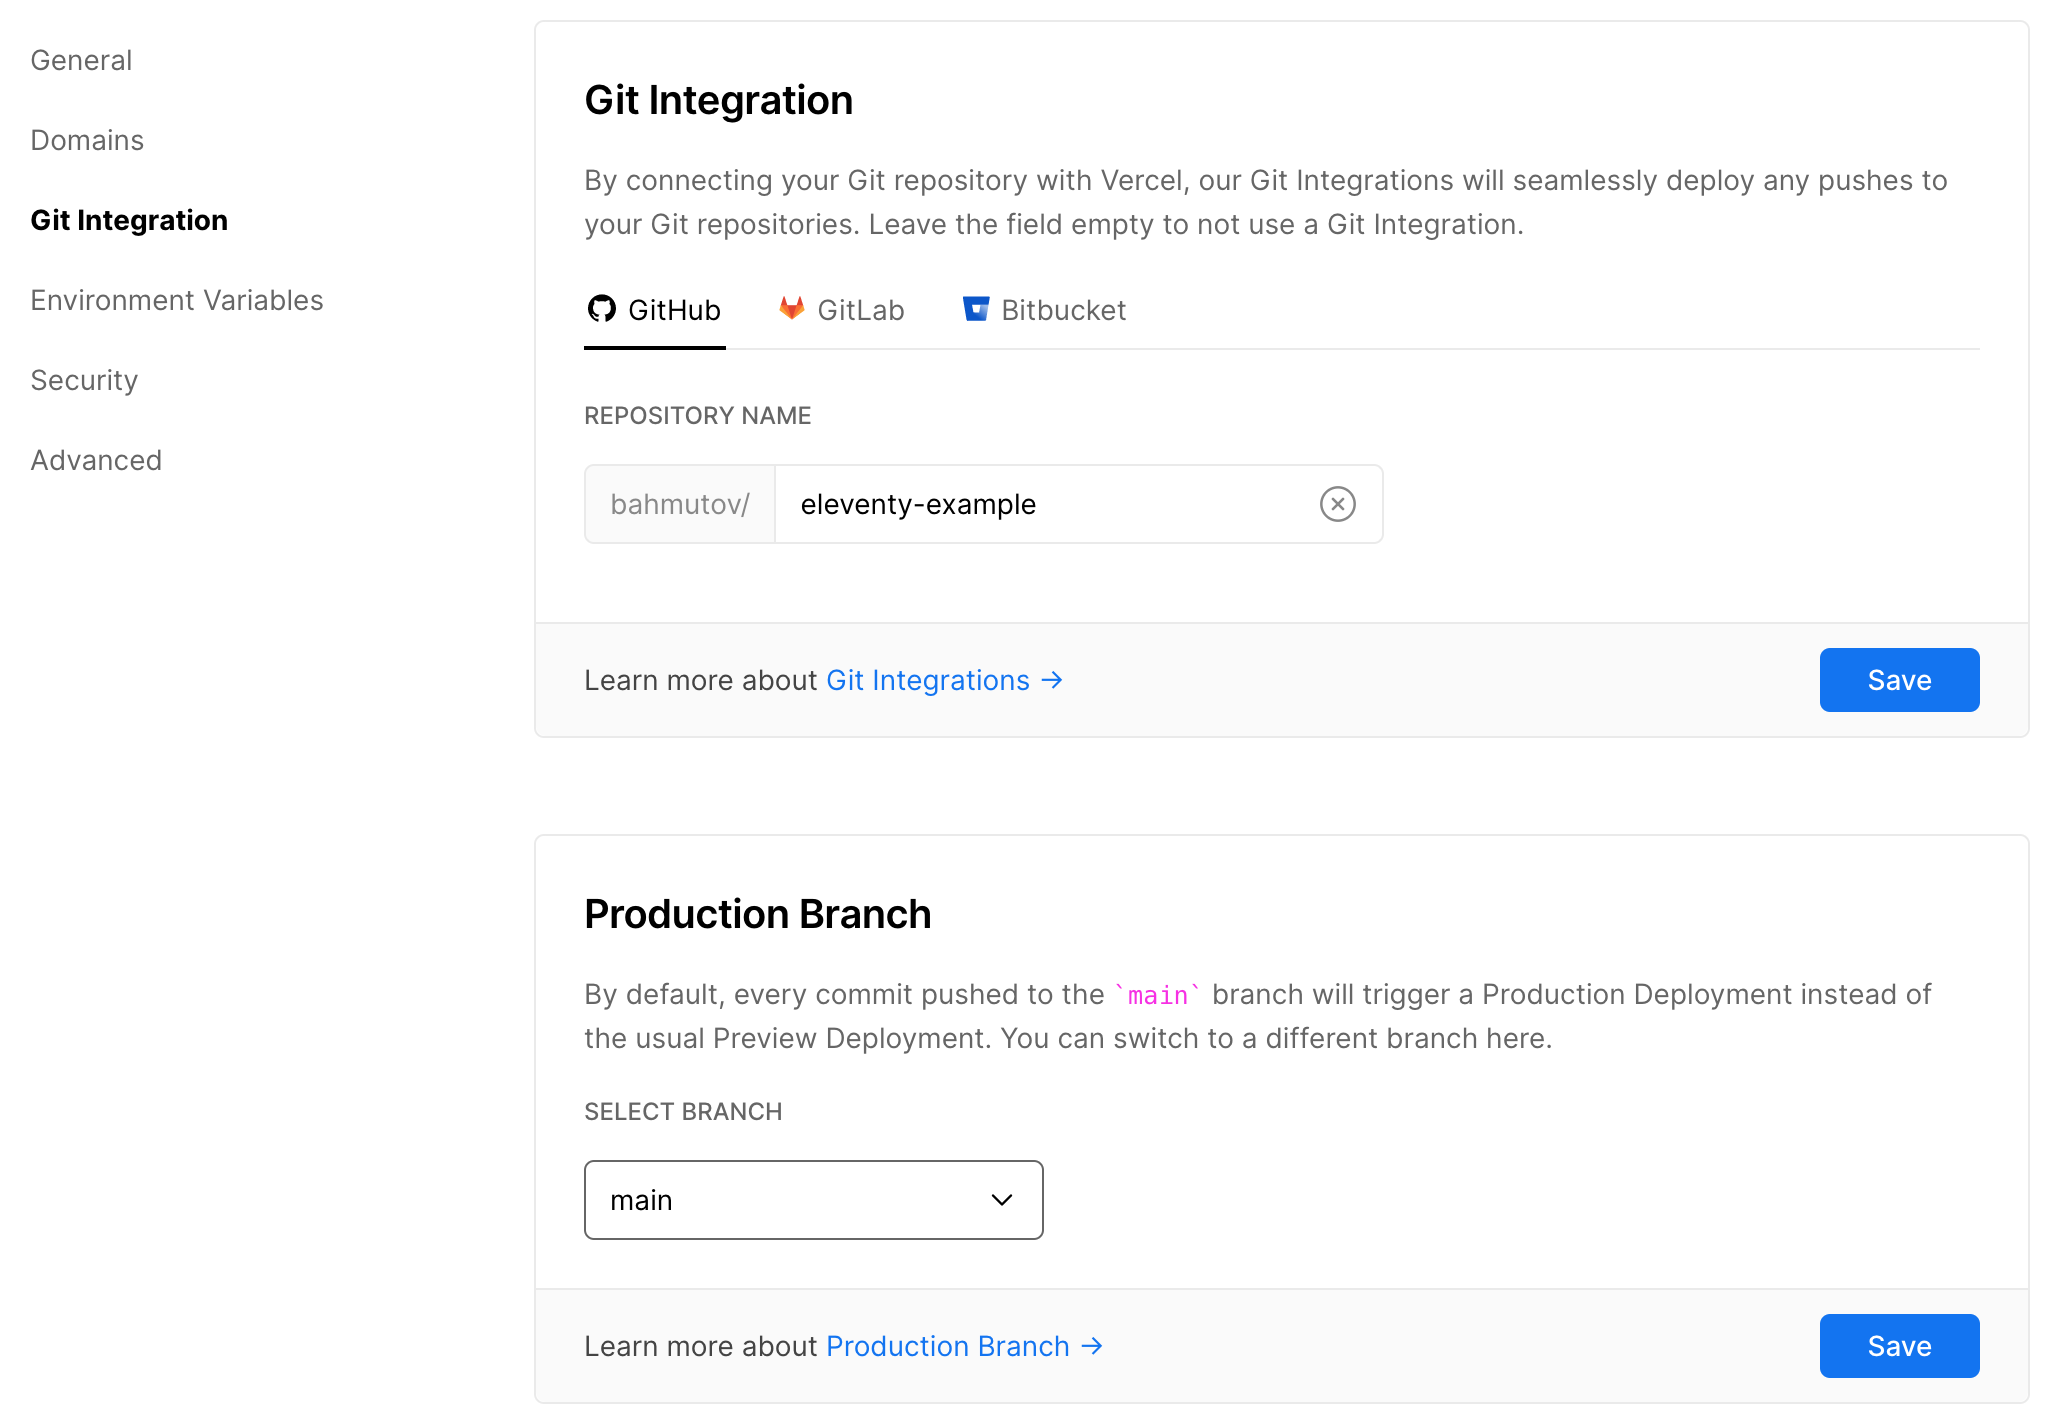 General
Domains
Git Integration
Environment Variables
Security
Advanced
Git Integration
By connecting your Git repository with Vercel, our Git Integrations will seamlessly deploy any pushes to
your Git repositories. Leave the field empty to not use a Git Integration.
GitHub GitLab Bitbucket
REPOSITORY NAME
bahmutov/ eleventy-example
Learn more about Git Integrations → Save
Production Branch
By default, every commit pushed to the `main` branch will trigger a Production Deployment instead of
the usual Preview Deployment. You can switch to a different branch here.
SELECT BRANCH
main
Learn more about Production Branch → Save